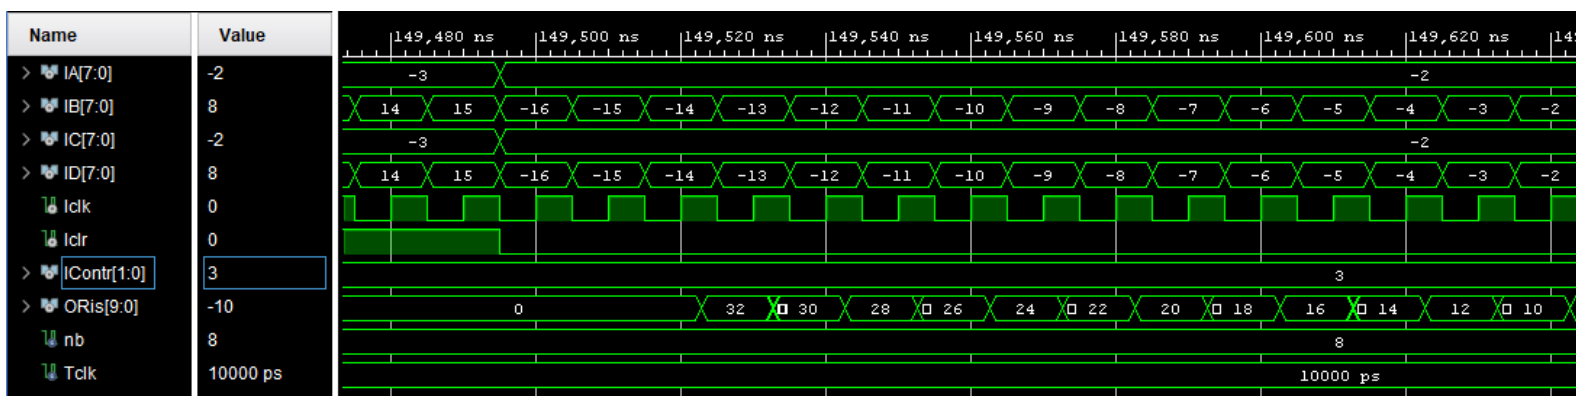 Name Value 149,480 ns 149,500 ns 149,520 ns 149,540 ns 149,560 ns 149,580 ns 149,600 ns 149,620 ns 14
IA[7:0] -2 -3 -2
IB[7:0] 8 14 15 -16 -15 -14 -13 -12 -11 -10 -9 -8 -7 -6 -5 -4 -3 -2
IC[7:0] -2 -3 -2
ID[7:0] 8 14 15 -16 -15 -14 -13 -12 -11 -10 -9 -8 -7 -6 -5 -4 -3 -2
Iclk 0
Iclr 0
IContr[1:0] 3 3
ORis[9:0] -10 0 32 30 28 26 24 22 20 18 16 14 12 10
nb 8 8
Tclk 10000 ps 10000 ps